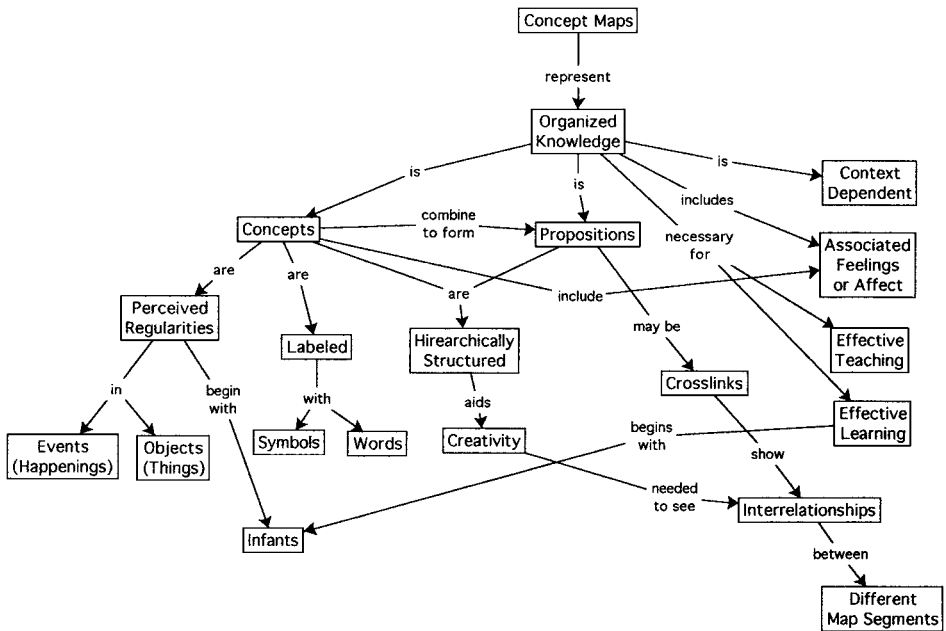 Concept Maps
represent
Organized
Knowledge
is
is
is
Context
Dependent
includes
Concepts
combine
to form
Propositions
necessary
for
Associated
Feelings
or Affect
are
are
are
include
Perceived
Regularities
Labeled
Hirearchically
Structured
may be
Effective
Teaching
Crosslinks
in
begin
with
with
aids
Effective
Learning
Events
(Happenings)
Objects
(Things)
Symbols
Words
Creativity
begins
with
show
needed
to see
Interrelationships
Infants
between
Different
Map Segments